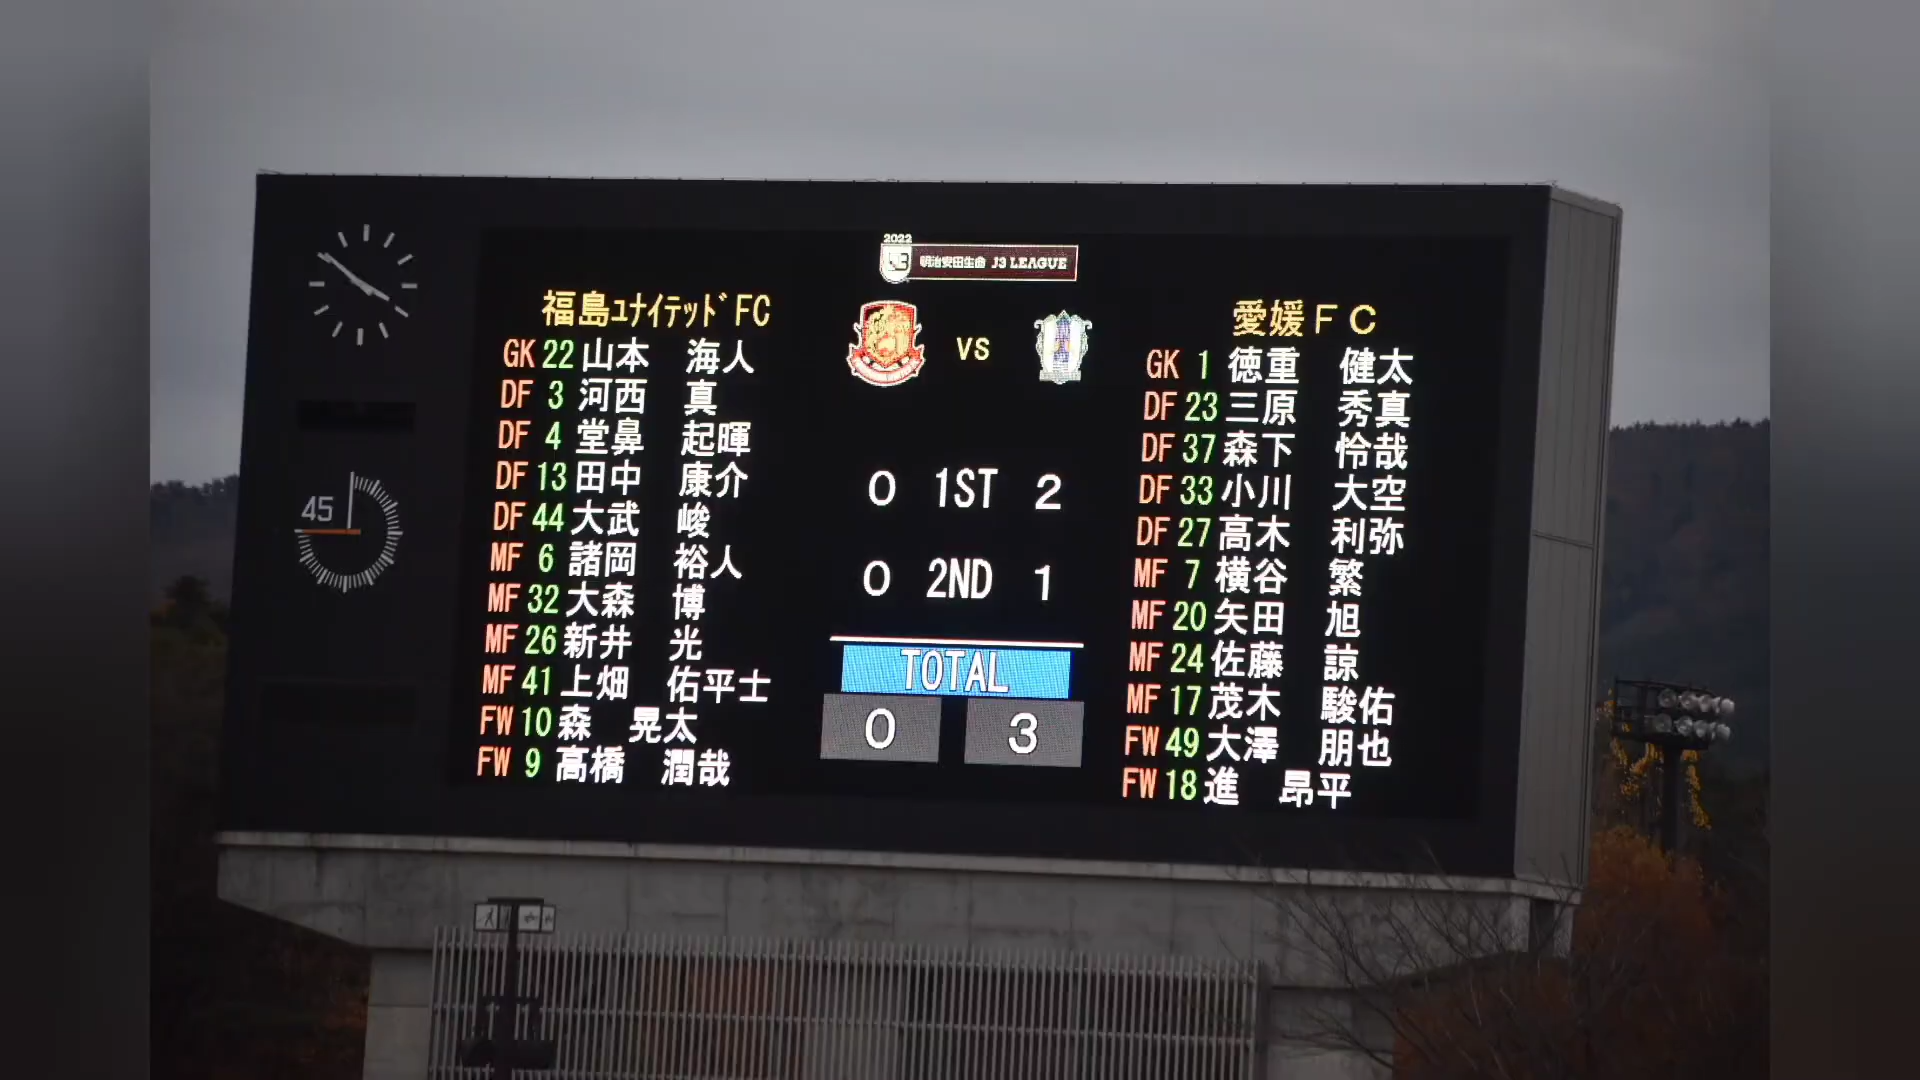 2022
J3
明治安田生命 J3 LEAGUE
福島ﾕﾅｲﾃｯﾄﾞFC
GK 22 山本 海人
DF 3 河西 真
DF 4 堂鼻 起暉
DF 13 田中 康介
DF 44 大武 峻
MF 6 諸岡 裕人
MF 32 大森 博
MF 26 新井 光
MF 41 上畑 佑平士
FW 10 森 晃太
FW 9 高橋 潤哉
VS
0 1ST 2
0 2ND 1
TOTAL
0 3
愛媛ＦＣ
GK 1 徳重 健太
DF 23 三原 秀真
DF 37 森下 怜哉
DF 33 小川 大空
DF 27 高木 利弥
MF 7 横谷 繁
MF 20 矢田 旭
MF 24 佐藤 諒
MF 17 茂木 駿佑
FW 49 大澤 朋也
FW 18 進 昂平
45